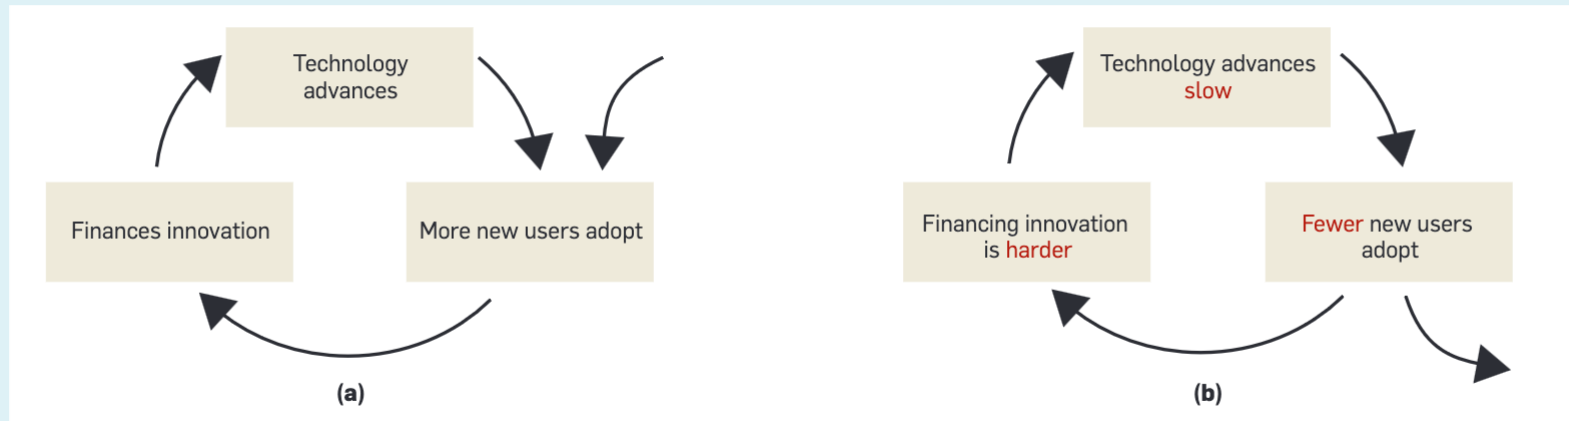 Technology
advances
Finances innovation
More new users adopt
(a)
Technology advances
slow
Financing innovation
is harder
Fewer new users
adopt
(b)